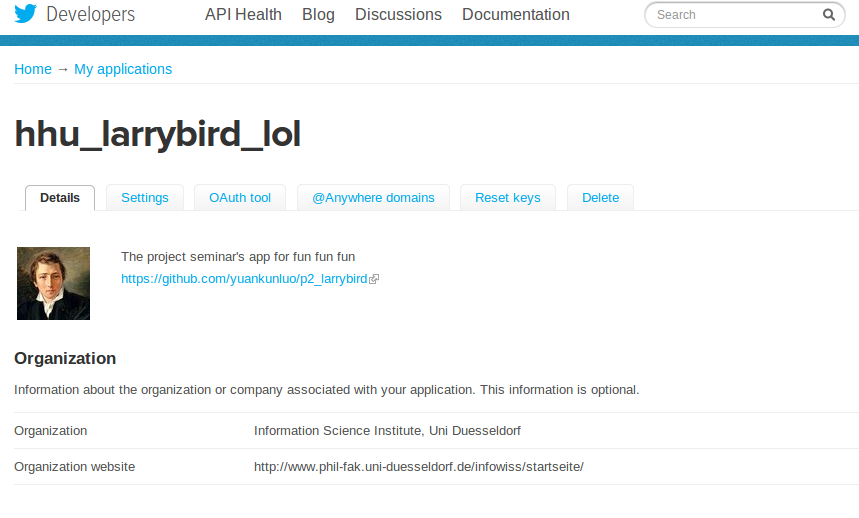 Developers API Health Blog Discussions Documentation Search
Home → My applications
hhu_larrybird_lol
Details Settings OAuth tool @Anywhere domains Reset keys Delete
The project seminar's app for fun fun fun
https://github.com/yuankunluo/p2_larrybird
Organization
Information about the organization or company associated with your application. This information is optional.
Organization Information Science Institute, Uni Duesseldorf
Organization website http://www.phil-fak.uni-duesseldorf.de/infowiss/startseite/